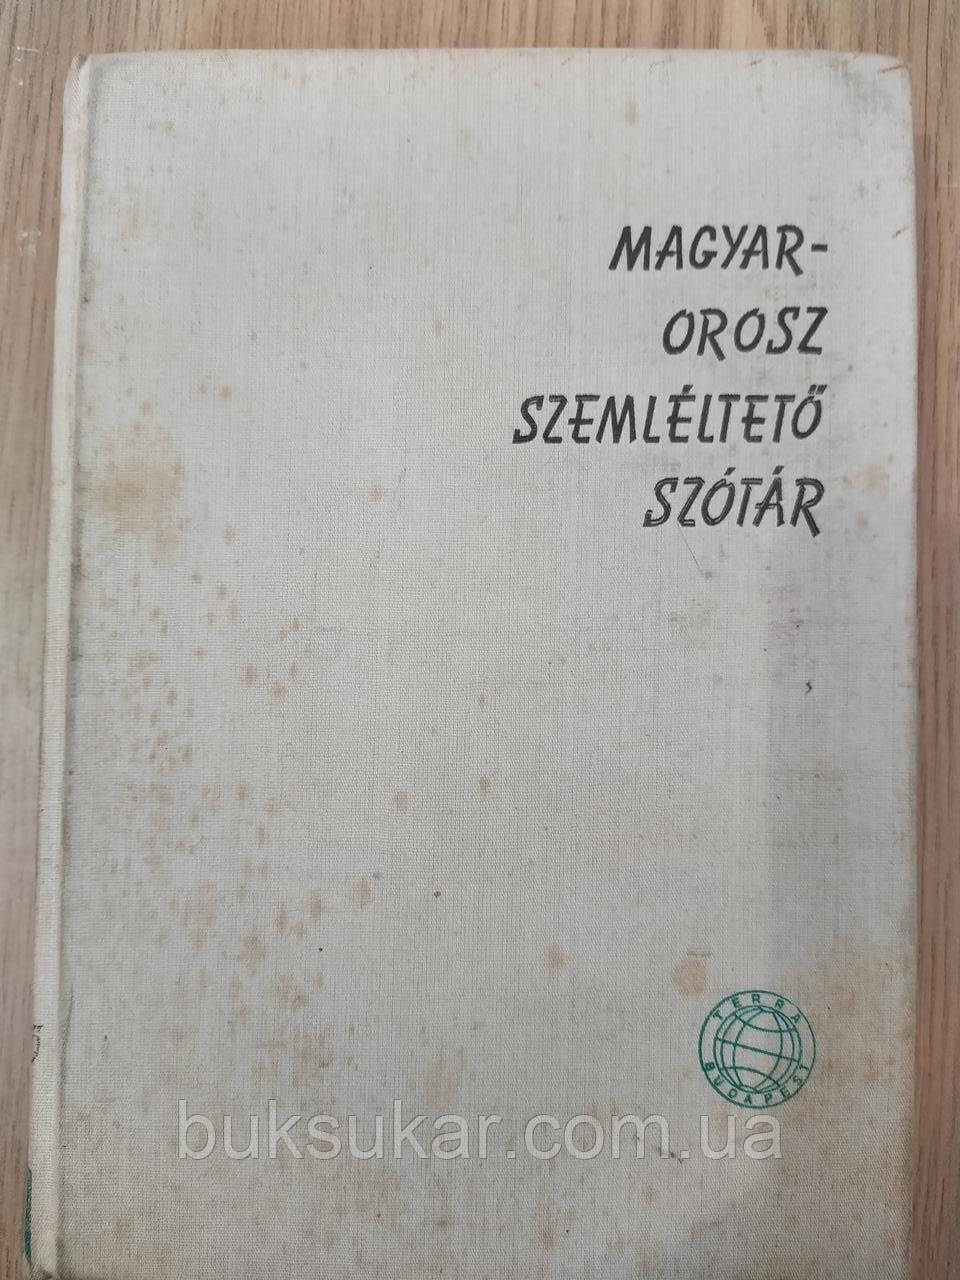 MAGYAR-
OROSZ
SZEMLÉLTETŐ
SZÓTÁR
TERRA
BUDAPEST
buksukar.com.ua